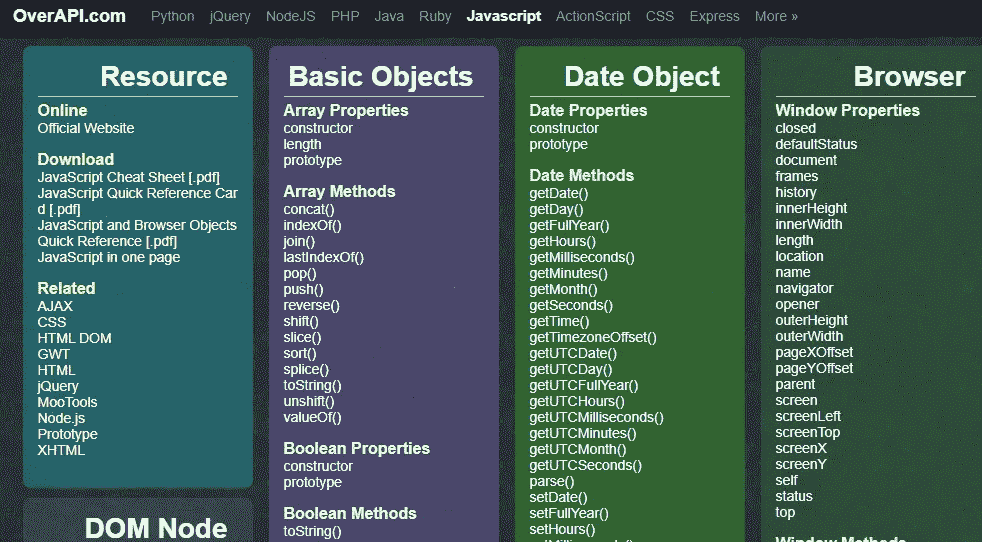 OverAPI.com Python jQuery NodeJS PHP Java Ruby Javascript ActionScript CSS Express More »
Resource
Online
Official Website
Download
JavaScript Cheat Sheet [.pdf]
JavaScript Quick Reference Car
d [.pdf]
JavaScript and Browser Objects
Quick Reference [.pdf]
JavaScript in one page
Related
AJAX
CSS
HTML DOM
GWT
HTML
jQuery
MooTools
Node.js
Prototype
XHTML
DOM Node
Basic Objects
Array Properties
constructor
length
prototype
Array Methods
concat()
indexOf()
join()
lastIndexOf()
pop()
push()
reverse()
shift()
slice()
sort()
splice()
toString()
unshift()
valueOf()
Boolean Properties
constructor
prototype
Boolean Methods
toString()
Date Object
Date Properties
constructor
prototype
Date Methods
getDate()
getDay()
getFullYear()
getHours()
getMilliseconds()
getMinutes()
getMonth()
getSeconds()
getTime()
getTimezoneOffset()
getUTCDate()
getUTCDay()
getUTCFullYear()
getUTCHours()
getUTCMilliseconds()
getUTCMinutes()
getUTCMonth()
getUTCSeconds()
parse()
setDate()
setFullYear()
setHours()
Browser
Window Properties
closed
defaultStatus
document
frames
history
innerHeight
innerWidth
length
location
name
navigator
opener
outerHeight
outerWidth
pageXOffset
pageYOffset
parent
screen
screenLeft
screenTop
screenX
screenY
self
status
top
Window Methods